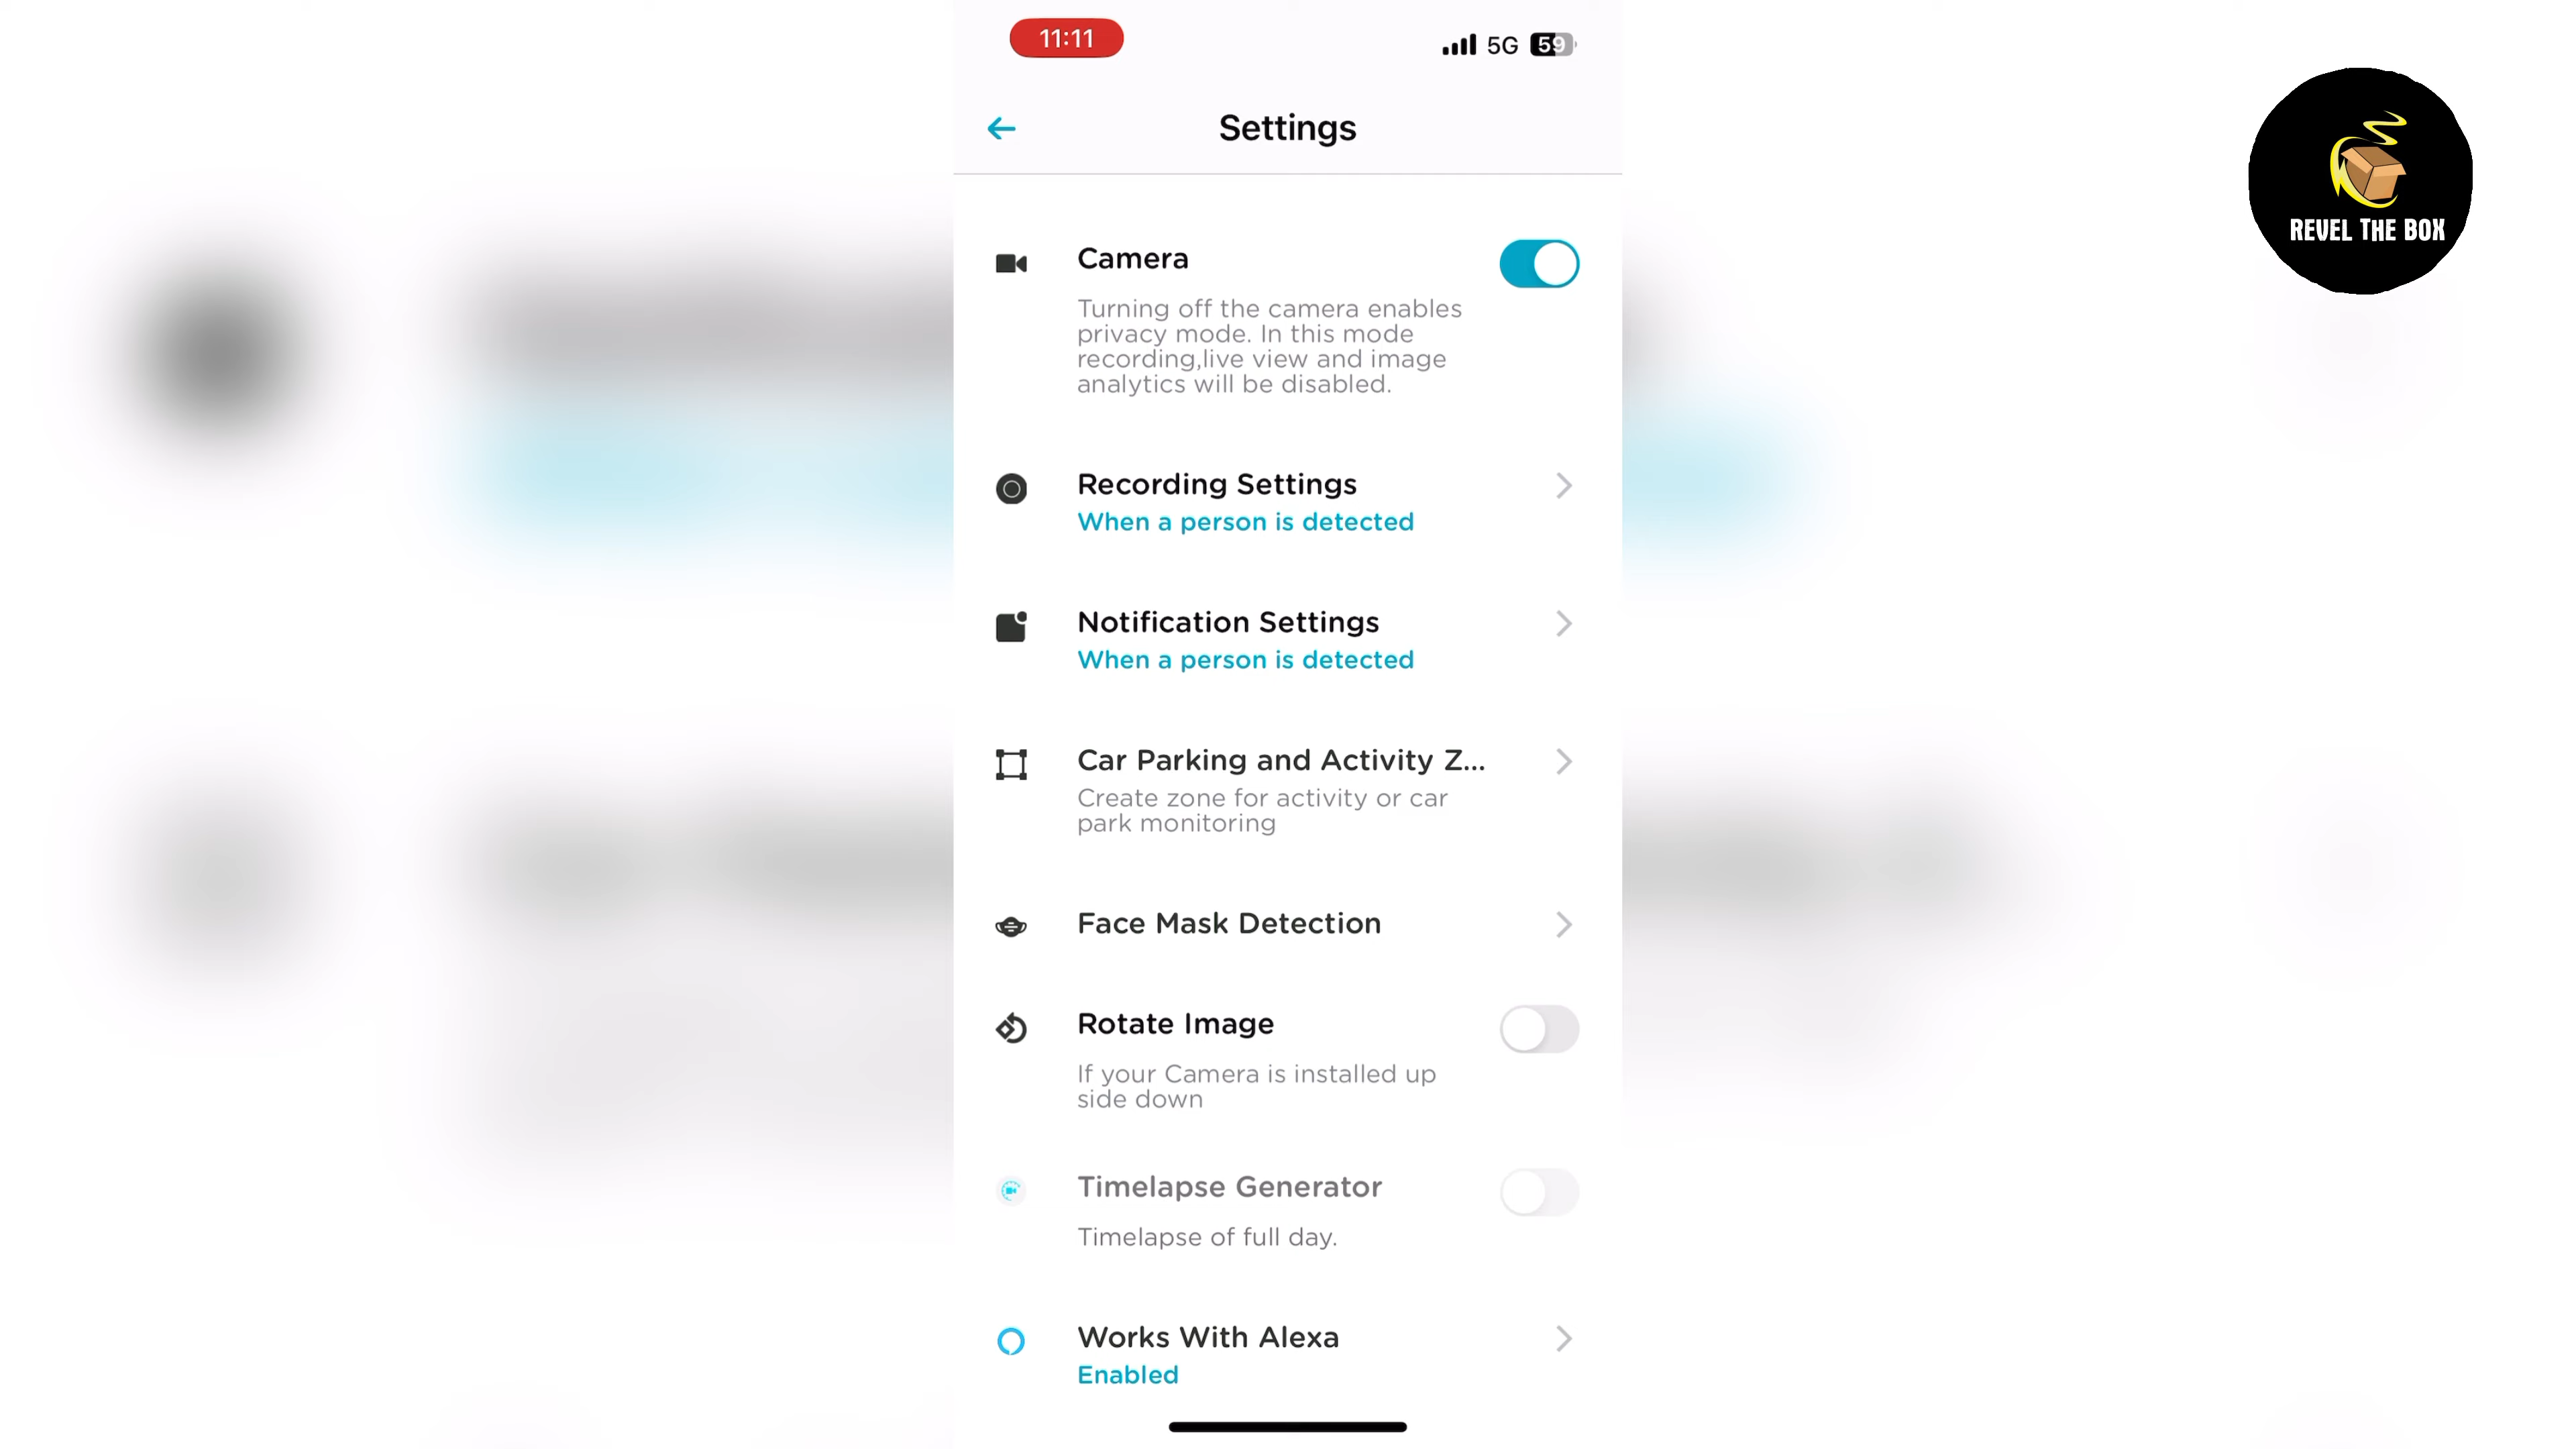 11:11
5G 59
Settings
REVEL THE BOX
Camera
Turning off the camera enables
privacy mode. In this mode
recording,live view and image
analytics will be disabled.
Recording Settings
When a person is detected
Notification Settings
When a person is detected
Car Parking and Activity Z...
Create zone for activity or car
park monitoring
Face Mask Detection
Rotate Image
If your Camera is installed up
side down
Timelapse Generator
Timelapse of full day.
Works With Alexa
Enabled